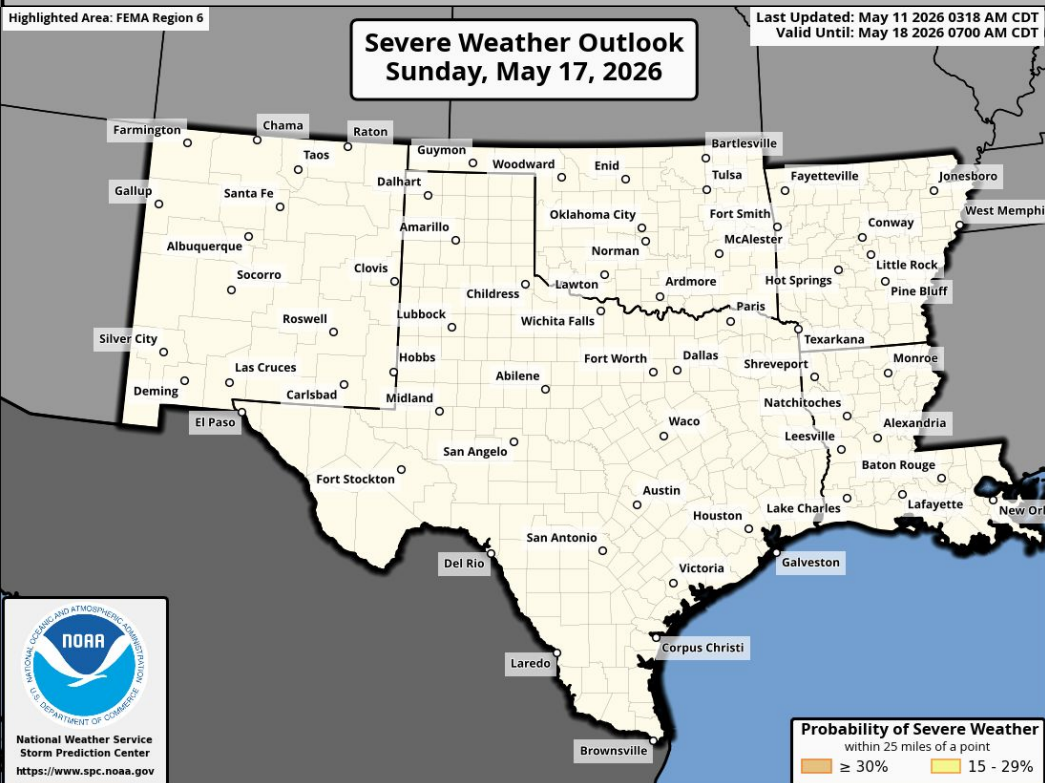 Highlighted Area: FEMA Region 6
Severe Weather Outlook
Sunday, May 17, 2026
Last Updated: May 11 2026 0318 AM CDT
Valid Until: May 18 2026 0700 AM CDT
Farmington
Chama
Raton
Taos
Guymon
Woodward
Enid
Bartlesville
Tulsa
Fayetteville
Jonesboro
Gallup
Santa Fe
Dalhart
Oklahoma City
Fort Smith
Conway
West Memphi
Albuquerque
Amarillo
Norman
McAlester
Little Rock
Socorro
Clovis
Childress
Lawton
Ardmore
Hot Springs
Pine Bluff
Roswell
Lubbock
Wichita Falls
Paris
Texarkana
Silver City
Las Cruces
Hobbs
Fort Worth
Dallas
Shreveport
Monroe
Deming
Carlsbad
Midland
Abilene
Natchitoches
El Paso
San Angelo
Waco
Leesville
Alexandria
Fort Stockton
Austin
Baton Rouge
Houston
Lake Charles
Lafayette
New Orl
Del Rio
San Antonio
Victoria
Galveston
Laredo
Corpus Christi
Brownsville
NATIONAL OCEANIC AND ATMOSPHERIC ADMINISTRATION
NOAA
U.S. DEPARTMENT OF COMMERCE
National Weather Service
Storm Prediction Center
https://www.spc.noaa.gov
Probability of Severe Weather
within 25 miles of a point
≥ 30%
15 - 29%